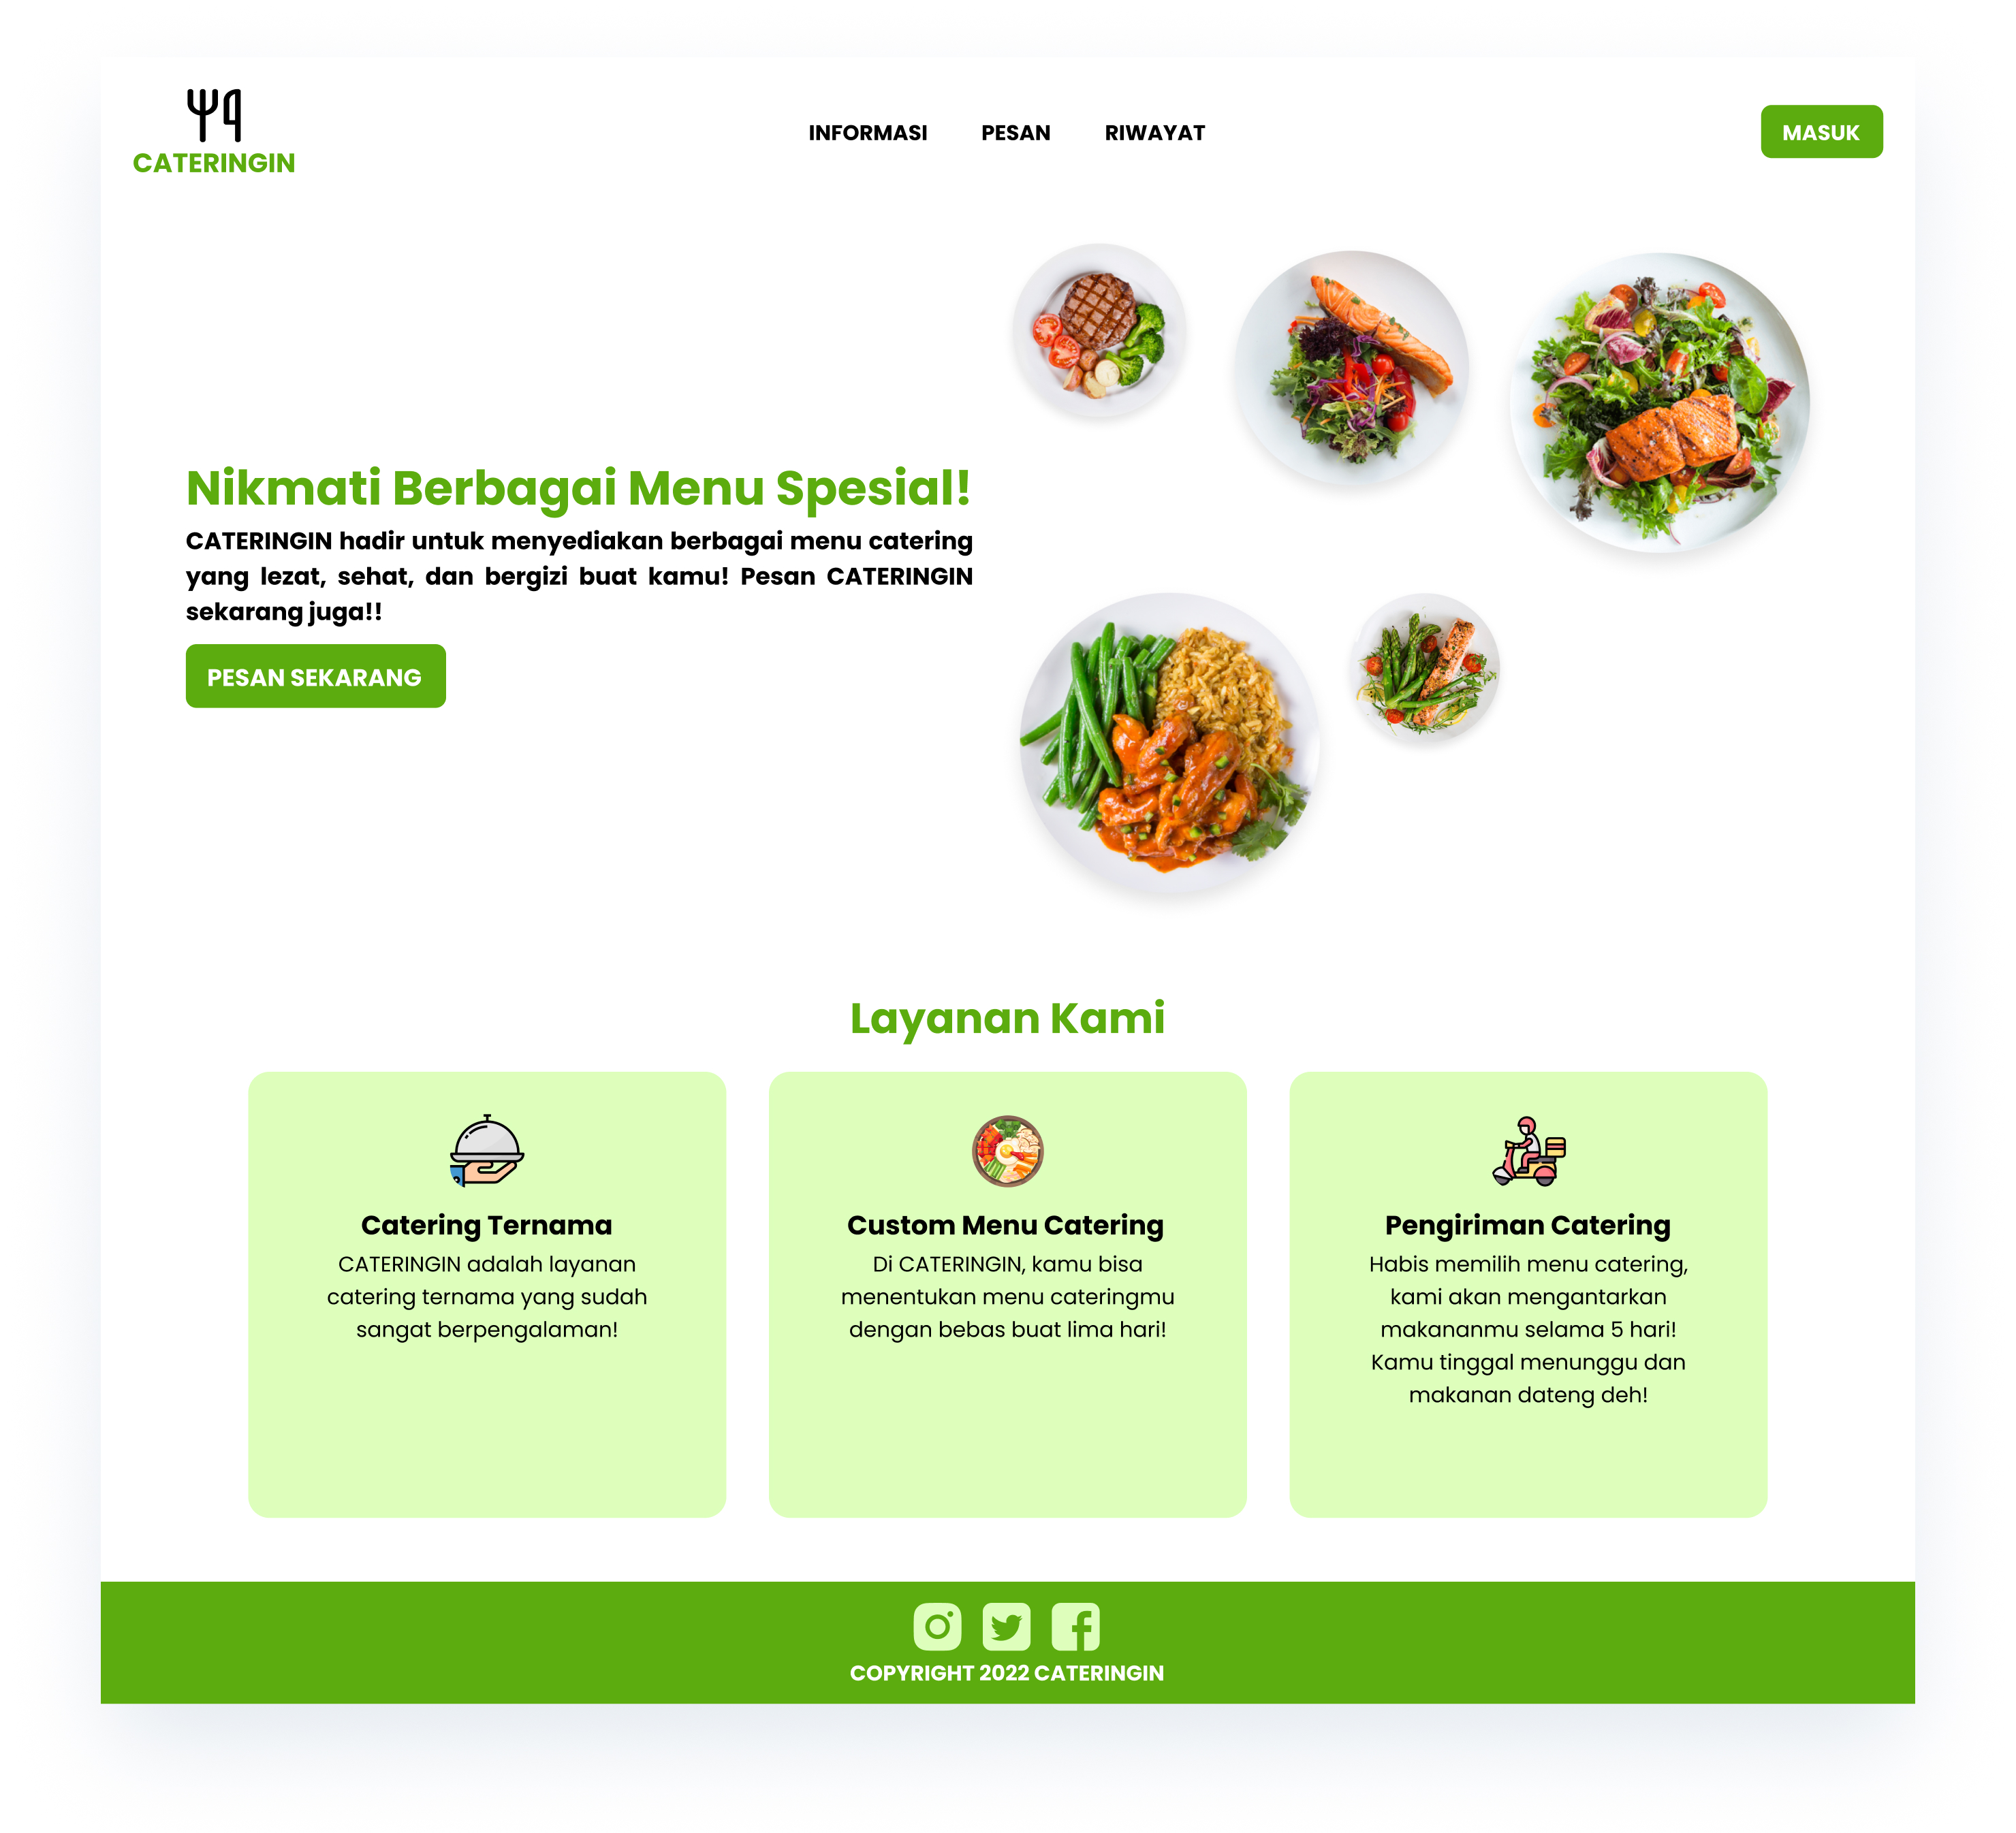 CATERINGIN
INFORMASI
PESAN
RIWAYAT
MASUK
Nikmati Berbagai Menu Spesial!
CATERINGIN hadir untuk menyediakan berbagai menu catering
yang lezat, sehat, dan bergizi buat kamu! Pesan CATERINGIN
sekarang juga!!
PESAN SEKARANG
Layanan Kami
Catering Ternama
CATERINGIN adalah layanan
catering ternama yang sudah
sangat berpengalaman!
Custom Menu Catering
Di CATERINGIN, kamu bisa
menentukan menu cateringmu
dengan bebas buat lima hari!
Pengiriman Catering
Habis memilih menu catering,
kami akan mengantarkan
makananmu selama 5 hari!
Kamu tinggal menunggu dan
makanan dateng deh!
COPYRIGHT 2022 CATERINGIN